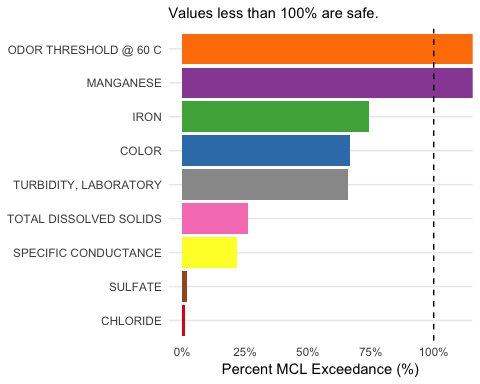 Values less than 100% are safe.
ODOR THRESHOLD @ 60 C
MANGANESE
IRON
COLOR
TURBIDITY, LABORATORY
TOTAL DISSOLVED SOLIDS
SPECIFIC CONDUCTANCE
SULFATE
CHLORIDE
0% 25% 50% 75% 100%
Percent MCL Exceedance (%)